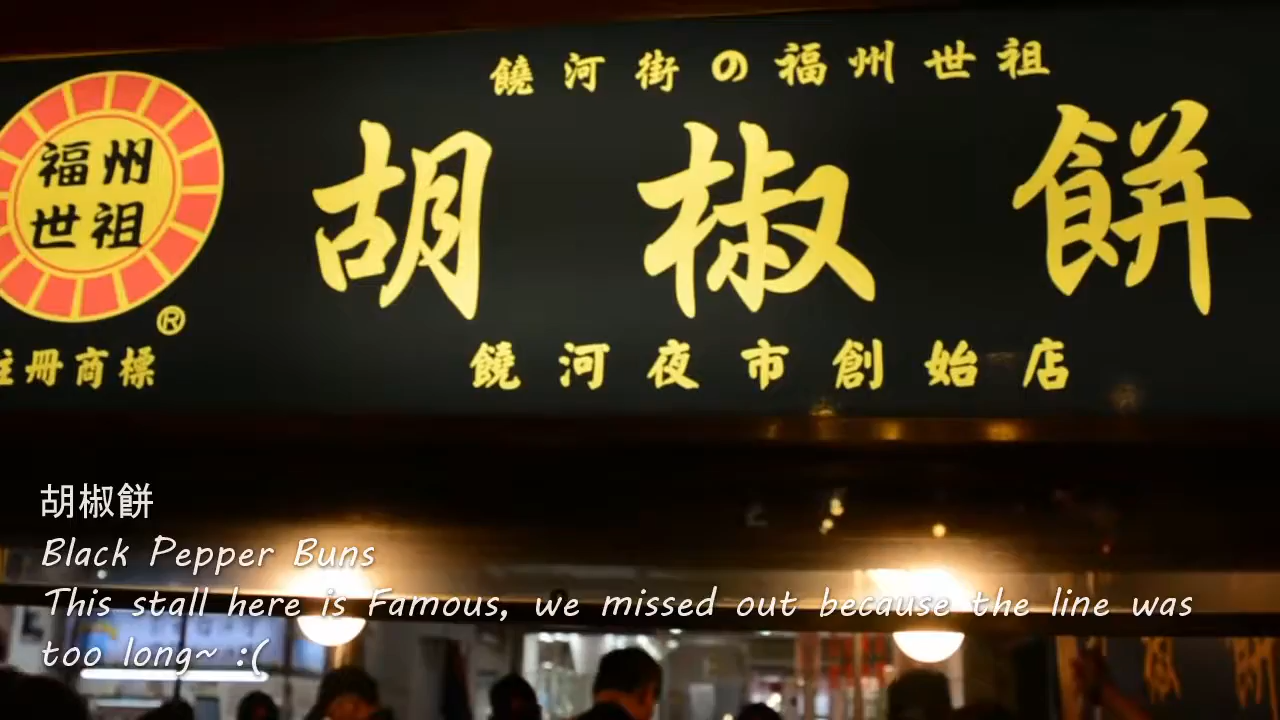 饒河街の福州世祖
福州
世祖
®
註冊商標
胡椒餅
饒河夜市創始店
胡椒餅
Black Pepper Buns
This stall here is Famous, we missed out because the line was
too long~ :(